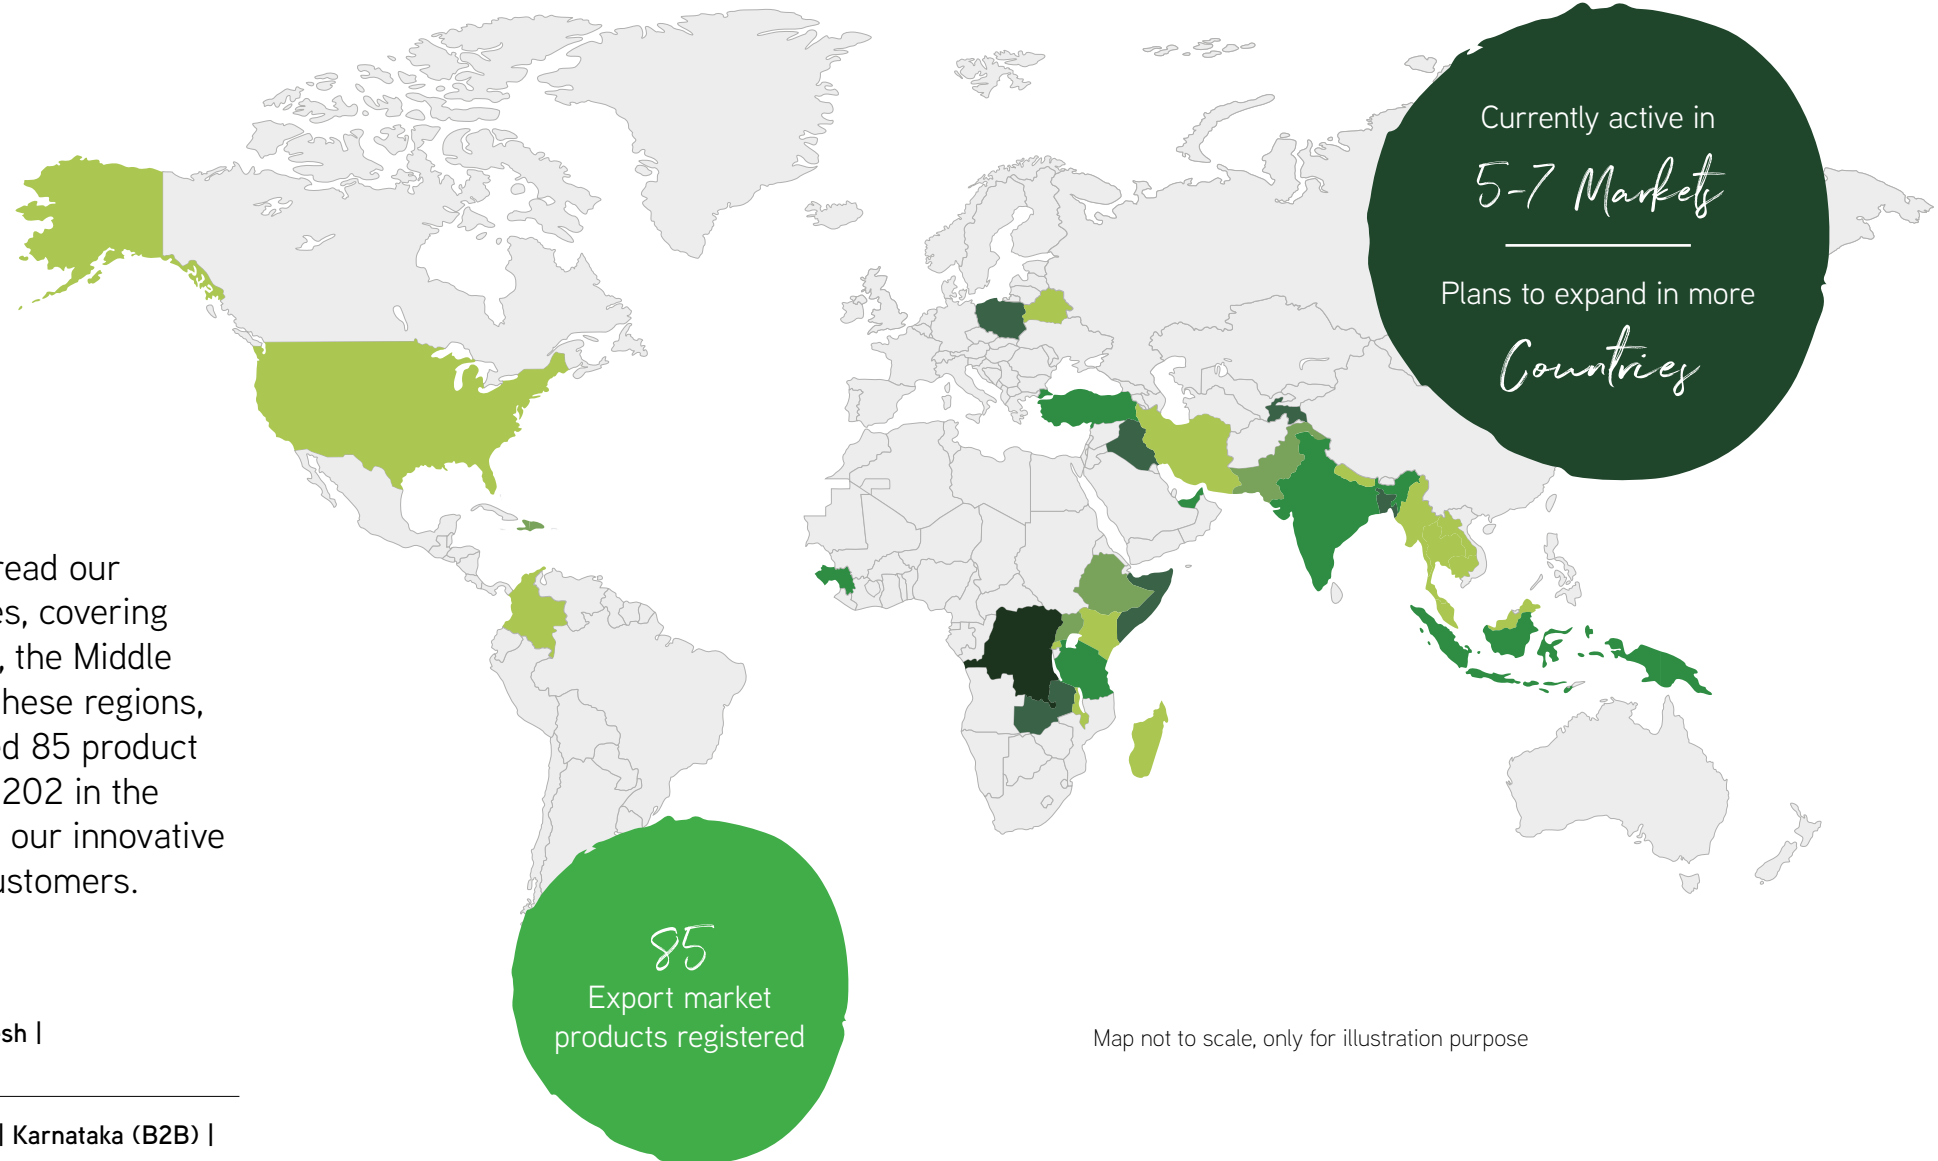 Currently active in
5-7 Markets
Plans to expand in more
Countries
read our
es, covering
, the Middle
hese regions,
ed 85 product
202 in the
our innovative
ustomers.
85
Export market
products registered
sh |
Map not to scale, only for illustration purpose
| Karnataka (B2B) |